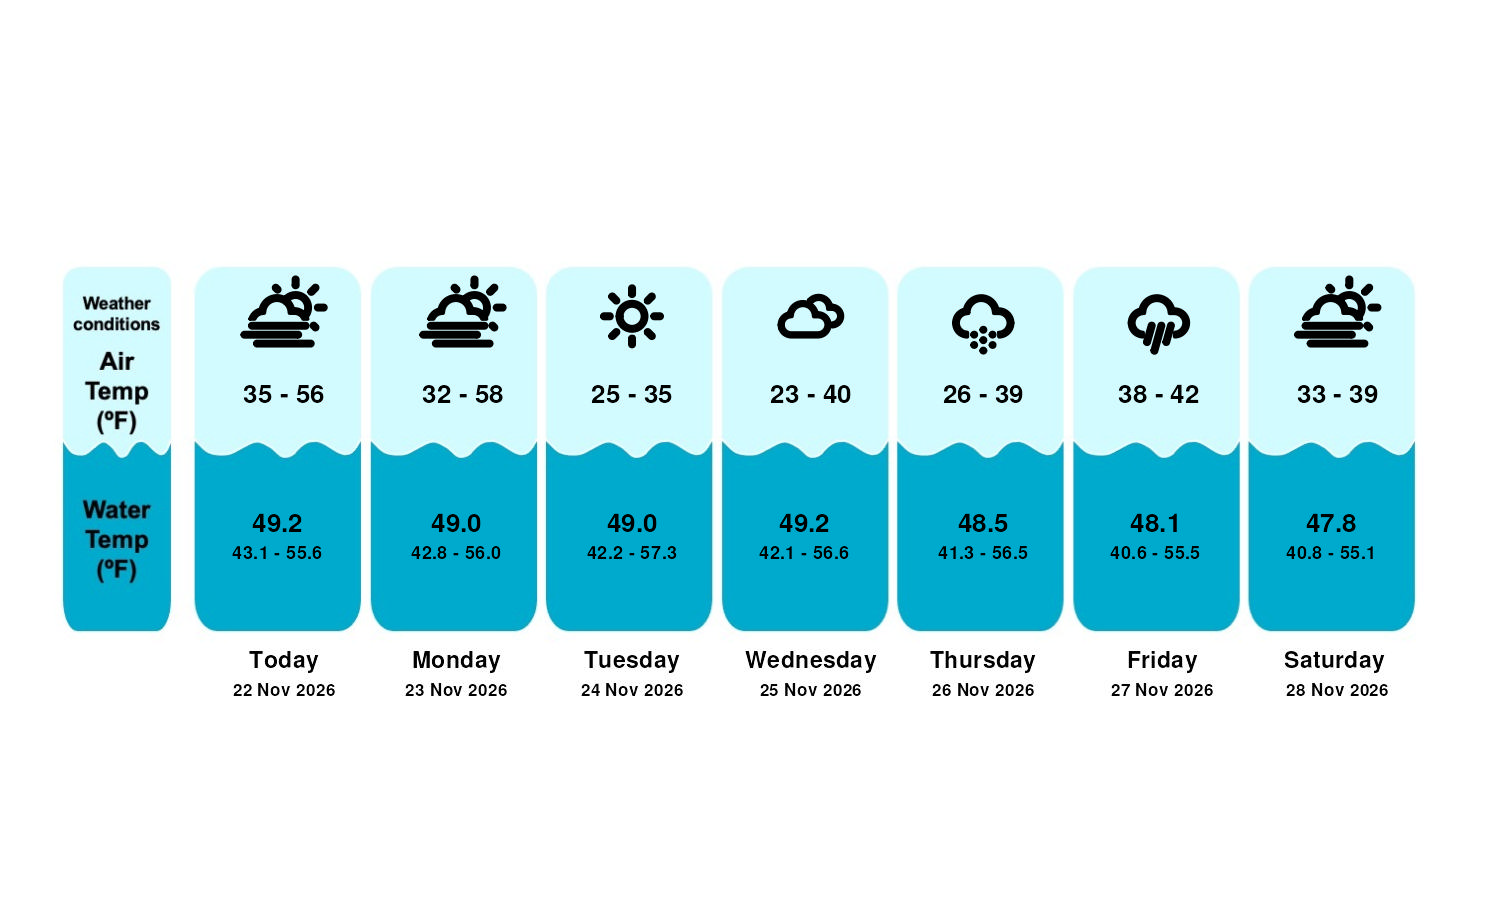 Weather
conditions
Air
Temp
(ºF)
Water
Temp
(ºF)
35 - 56
49.2
43.1 - 55.6
Today
22 Nov 2026
32 - 58
49.0
42.8 - 56.0
Monday
23 Nov 2026
25 - 35
49.0
42.2 - 57.3
Tuesday
24 Nov 2026
23 - 40
49.2
42.1 - 56.6
Wednesday
25 Nov 2026
26 - 39
48.5
41.3 - 56.5
Thursday
26 Nov 2026
38 - 42
48.1
40.6 - 55.5
Friday
27 Nov 2026
33 - 39
47.8
40.8 - 55.1
Saturday
28 Nov 2026